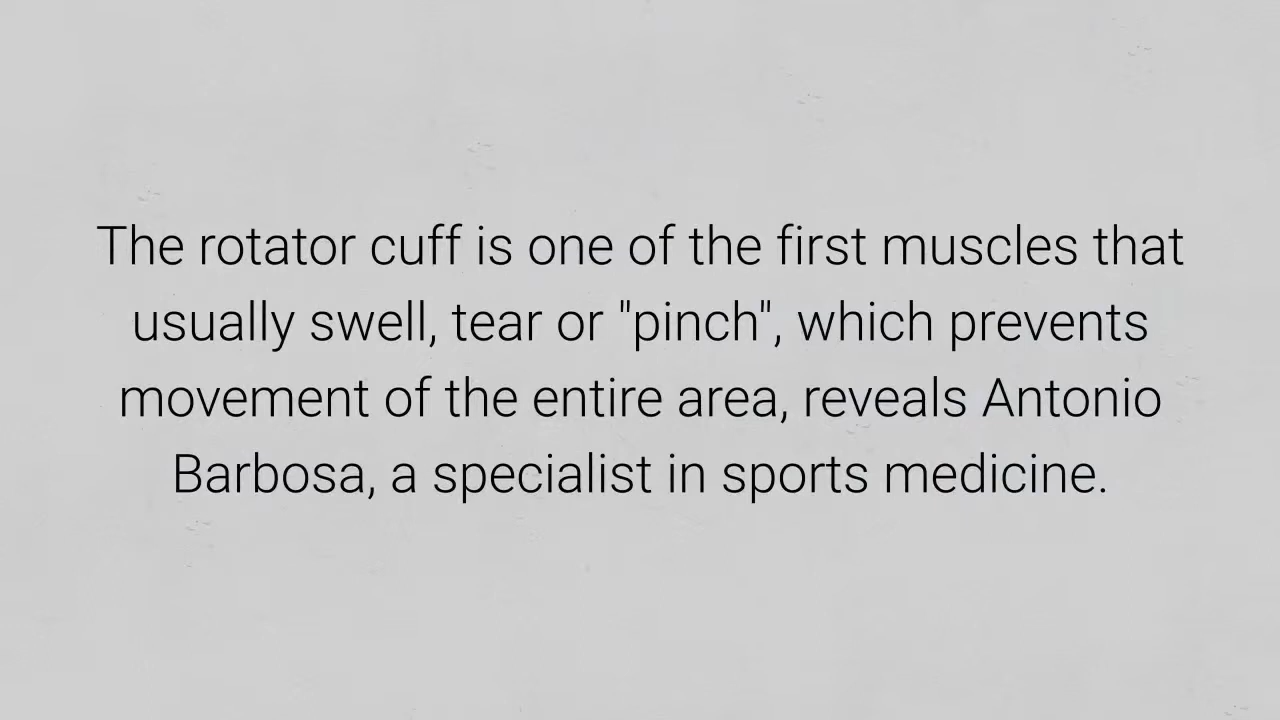 The rotator cuff is one of the first muscles that
usually swell, tear or "pinch", which prevents
movement of the entire area, reveals Antonio
Barbosa, a specialist in sports medicine.